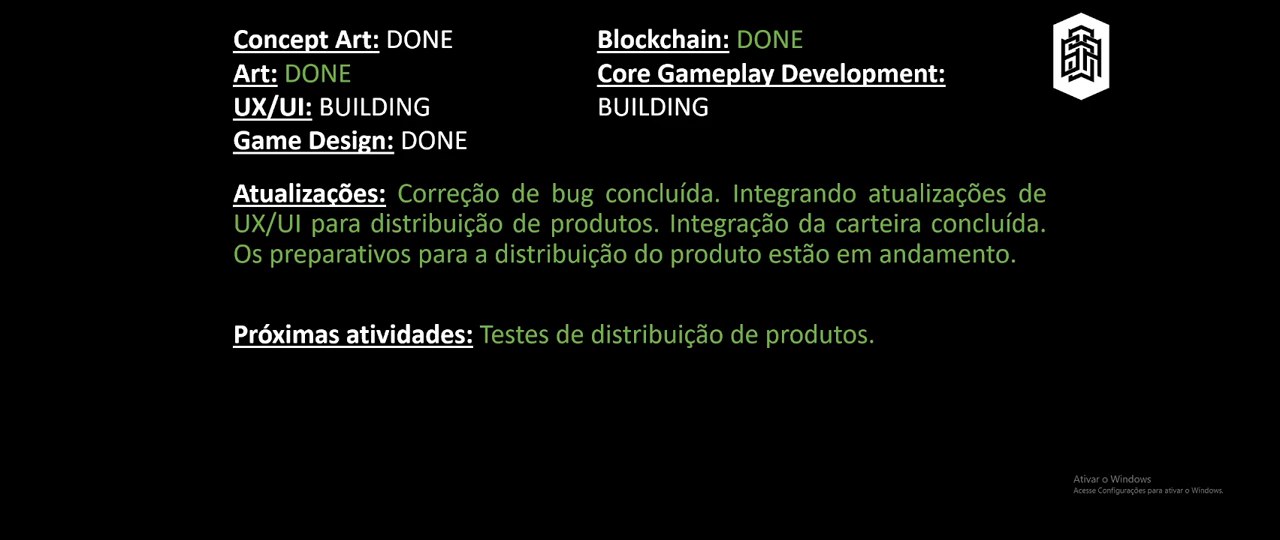 Concept Art: DONE
Art: DONE
UX/UI: BUILDING
Game Design: DONE
Blockchain: DONE
Core Gameplay Development:
BUILDING
Atualizações: Correção de bug concluída. Integrando atualizações de
UX/UI para distribuição de produtos. Integração da carteira concluída.
Os preparativos para a distribuição do produto estão em andamento.
Próximas atividades: Testes de distribuição de produtos.
Ativar o Windows
Acesse Configurações para ativar o Windows.